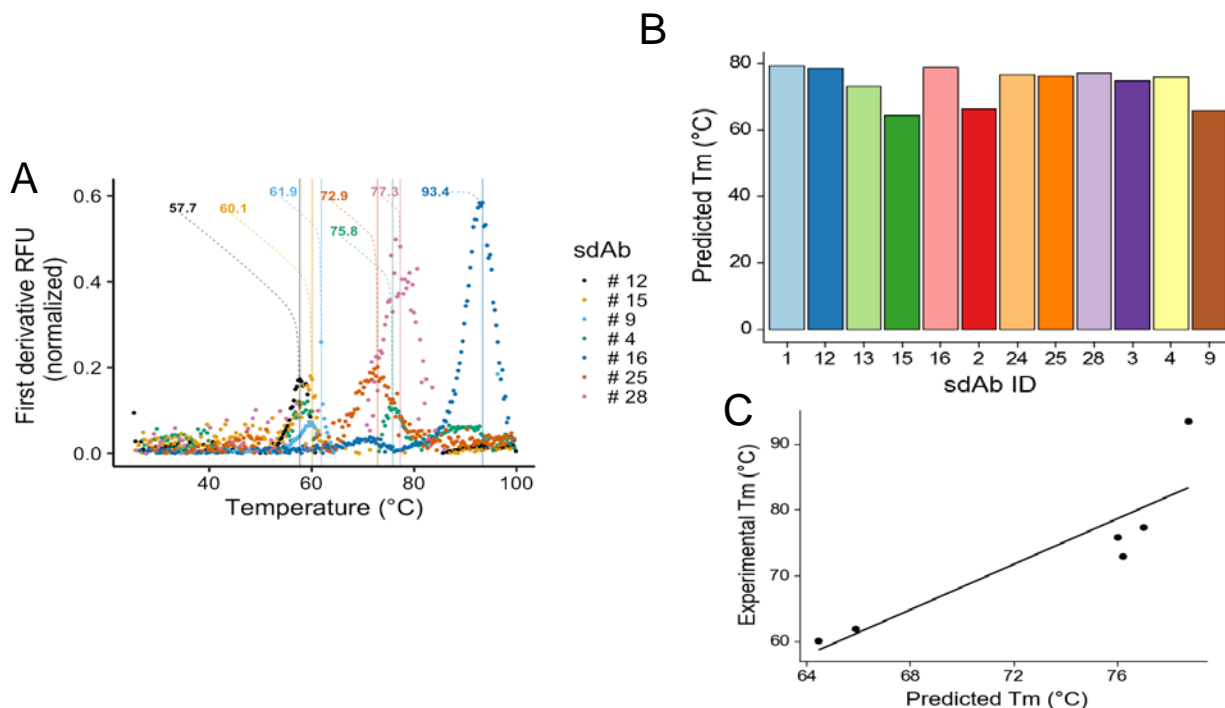 A
61.9
72.9
77.3
93.4
57.7
60.1
75.8
0.6
0.4
0.2
0.0
First derivative RFU
(normalized)
40
60
80
100
Temperature (°C)
sdAb
# 12
# 15
# 9
# 4
# 16
# 25
# 28
B
80
60
40
20
0
Predicted Tm (°C)
1 12 13 15 16 2 24 25 28 3 4 9
sdAb ID
C
90
80
70
60
Experimental Tm (°C)
64 68 72 76
Predicted Tm (°C)